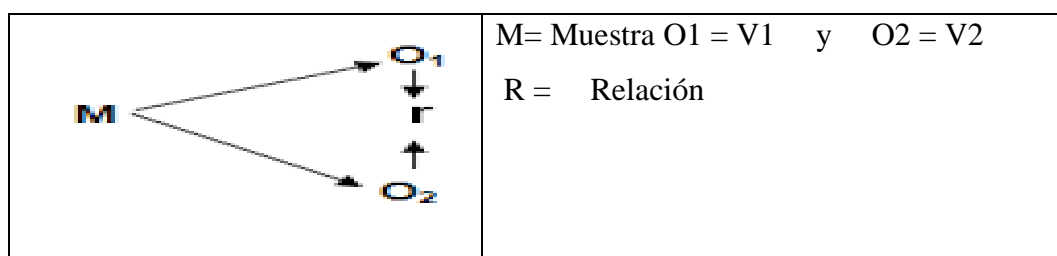 O₁
M r
O₂
M= Muestra O1 = V1 y O2 = V2
R = Relación